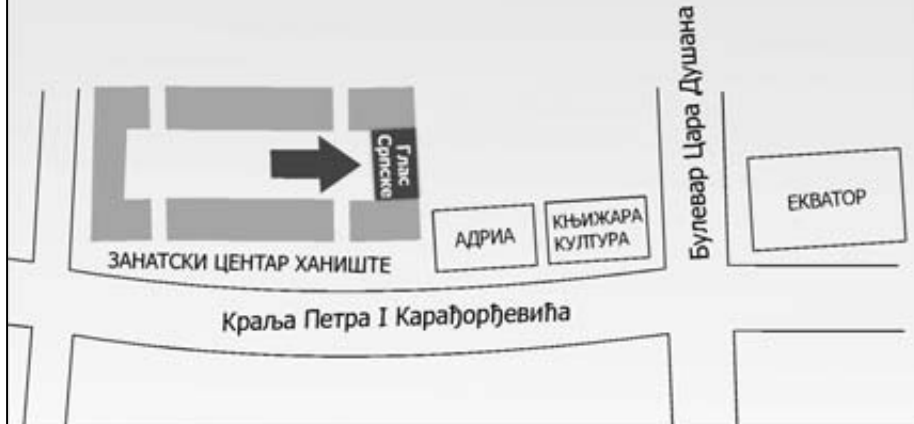 Глас
Српске
ЗАНАТСКИ ЦЕНТАР ХАНИШТЕ
АДРИА
КЊИЖАРА
КУЛТУРА
Булевар Цара Душана
ЕКВАТОР
Краља Петра I Карађорђевића